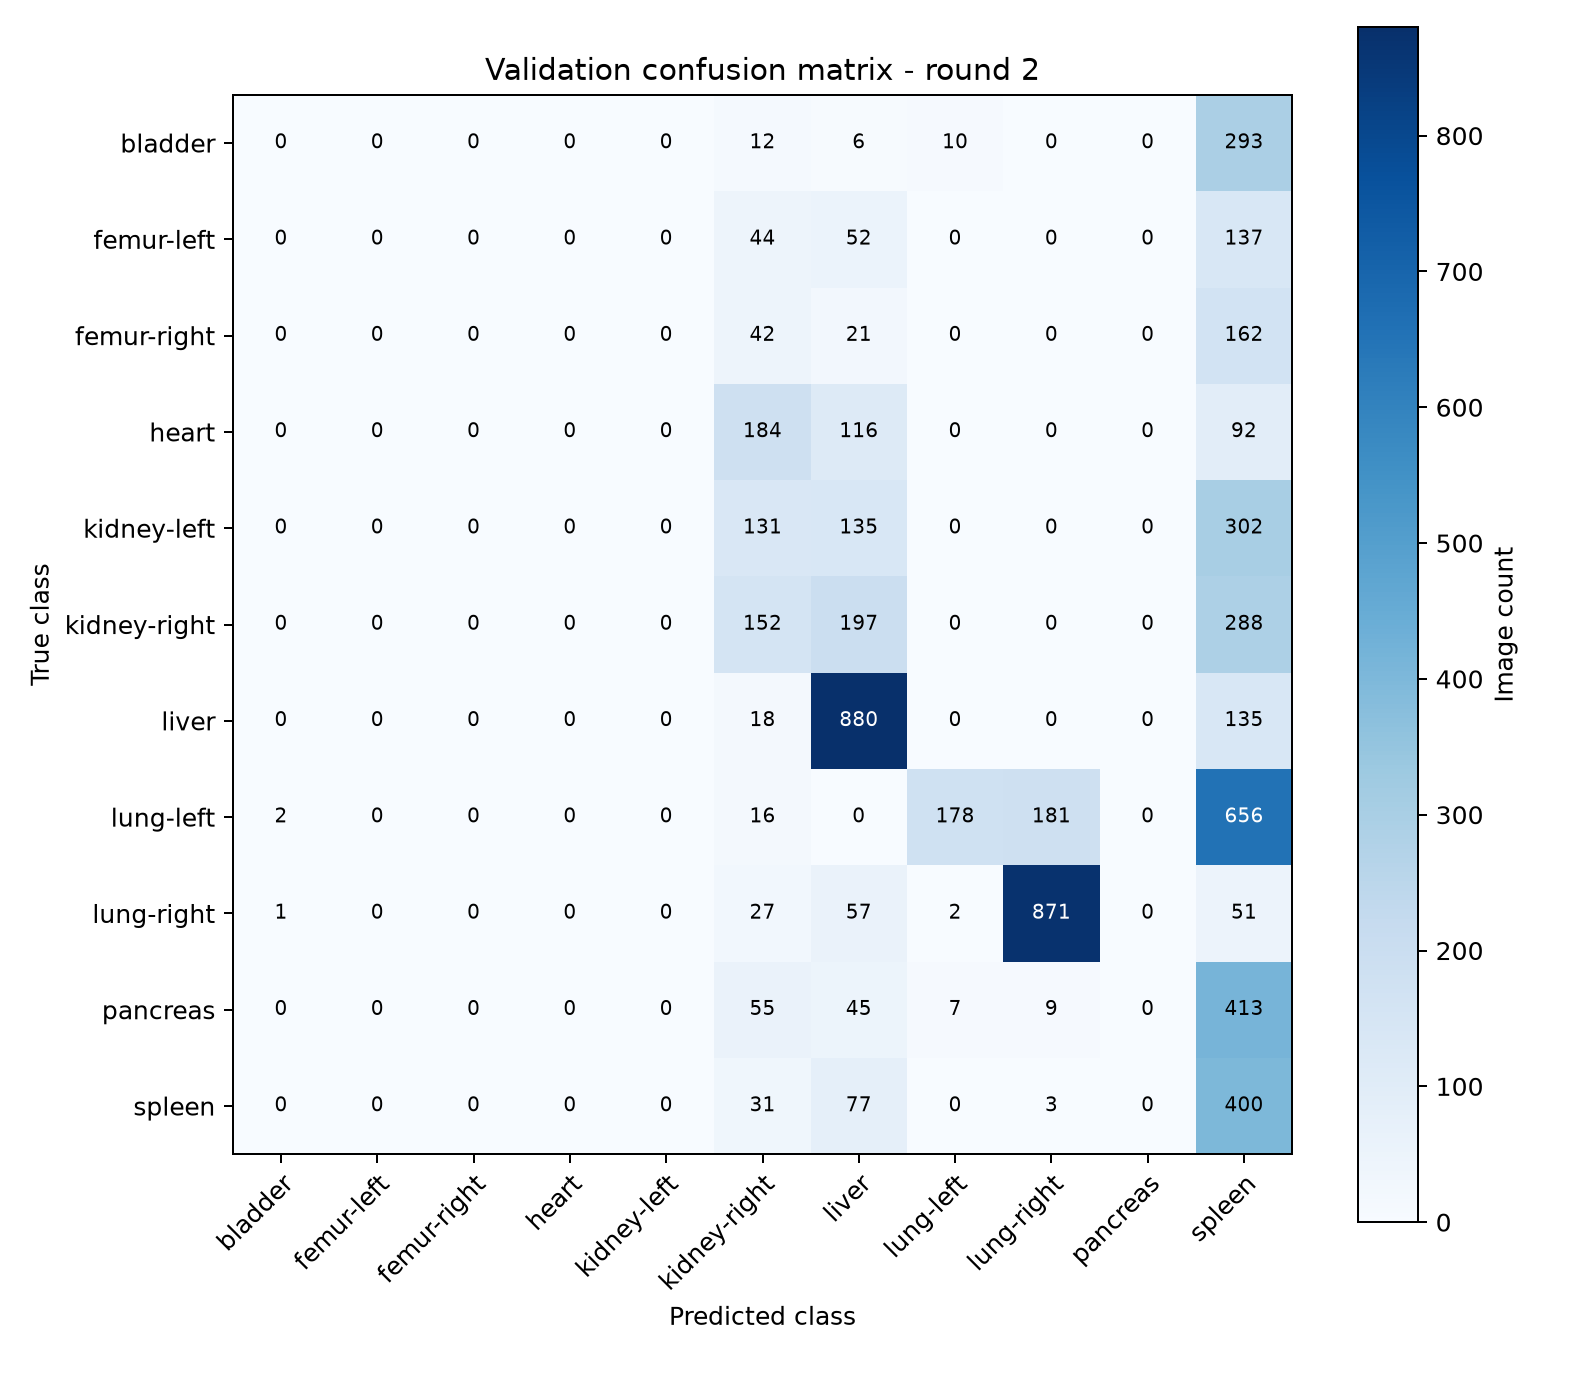 Validation confusion matrix - round 2
bladder 0 0 0 0 0 12 6 10 0 0 293
femur-left 0 0 0 0 0 44 52 0 0 0 137
femur-right 0 0 0 0 0 42 21 0 0 0 162
heart 0 0 0 0 0 184 116 0 0 0 92
kidney-left 0 0 0 0 0 131 135 0 0 0 302
kidney-right 0 0 0 0 0 152 197 0 0 0 288
liver 0 0 0 0 0 18 880 0 0 0 135
lung-left 2 0 0 0 0 16 0 178 181 0 656
lung-right 1 0 0 0 0 27 57 2 871 0 51
pancreas 0 0 0 0 0 55 45 7 9 0 413
spleen 0 0 0 0 0 31 77 0 3 0 400
True class
bladder femur-left femur-right heart kidney-left kidney-right liver lung-left lung-right pancreas spleen
Predicted class
800
700
600
500
400
300
200
100
0
Image count